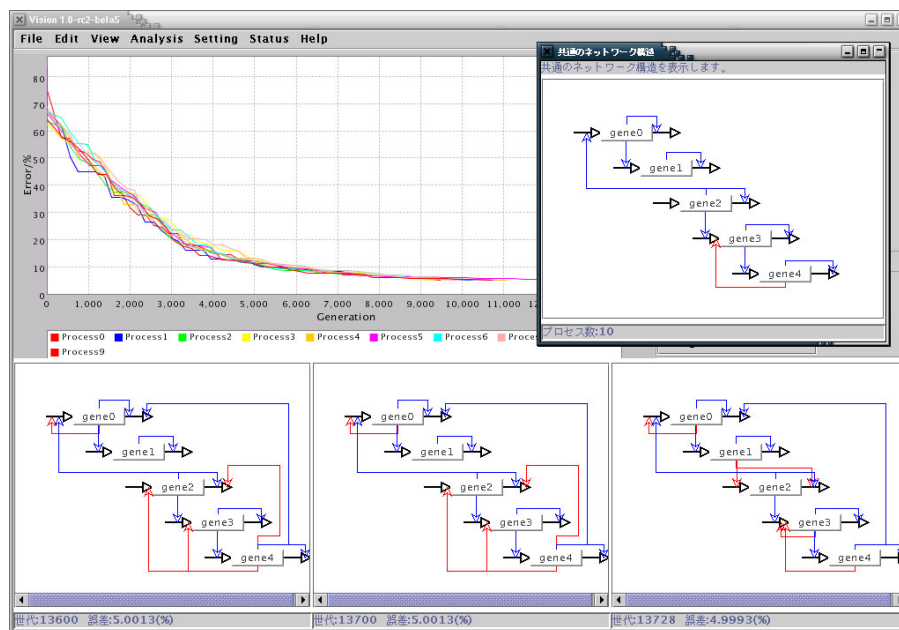 Vision 1.0-rc2-beta5
File Edit View Analysis Setting Status Help
共通のネットワーク構造
共通のネットワーク構造を表示します。
gene0
gene1
gene2
gene3
gene4
プロセス数:10
Error/%
80
70
60
50
40
30
20
10
0
0 1,000 2,000 3,000 4,000 5,000 6,000 7,000 8,000 9,000 10,000 11,000
Generation
Process0 Process1 Process2 Process3 Process4 Process5 Process6
Process9
gene0
gene1
gene2
gene3
gene4
世代:13600 誤差:5.0013(%)
gene0
gene1
gene2
gene3
gene4
世代:13700 誤差:5.0013(%)
gene0
gene1
gene2
gene3
gene4
世代:13728 誤差:4.9993(%)